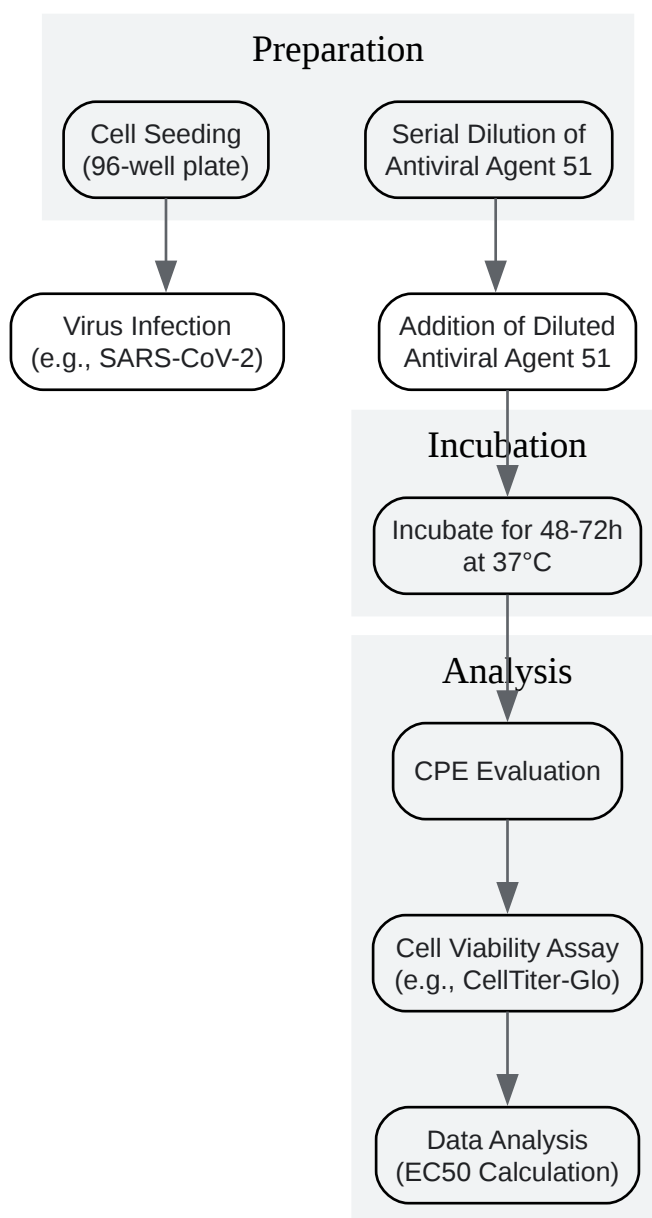 Preparation
Cell Seeding
(96-well plate)
Serial Dilution of
Antiviral Agent 51
Virus Infection
(e.g., SARS-CoV-2)
Addition of Diluted
Antiviral Agent 51
Incubation
Incubate for 48-72h
at 37°C
Analysis
CPE Evaluation
Cell Viability Assay
(e.g., CellTiter-Glo)
Data Analysis
(EC50 Calculation)